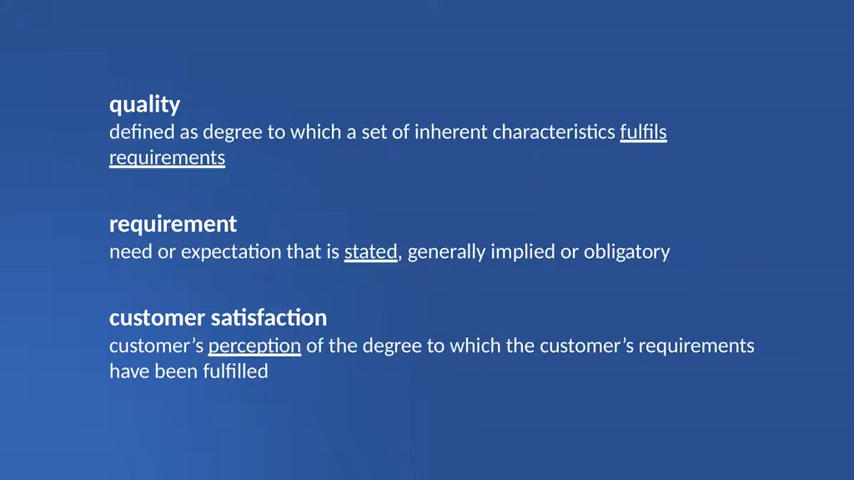 quality
defined as degree to which a set of inherent characteristics fulfils
requirements
requirement
need or expectation that is stated, generally implied or obligatory
customer satisfaction
customer’s perception of the degree to which the customer’s requirements
have been fulfilled